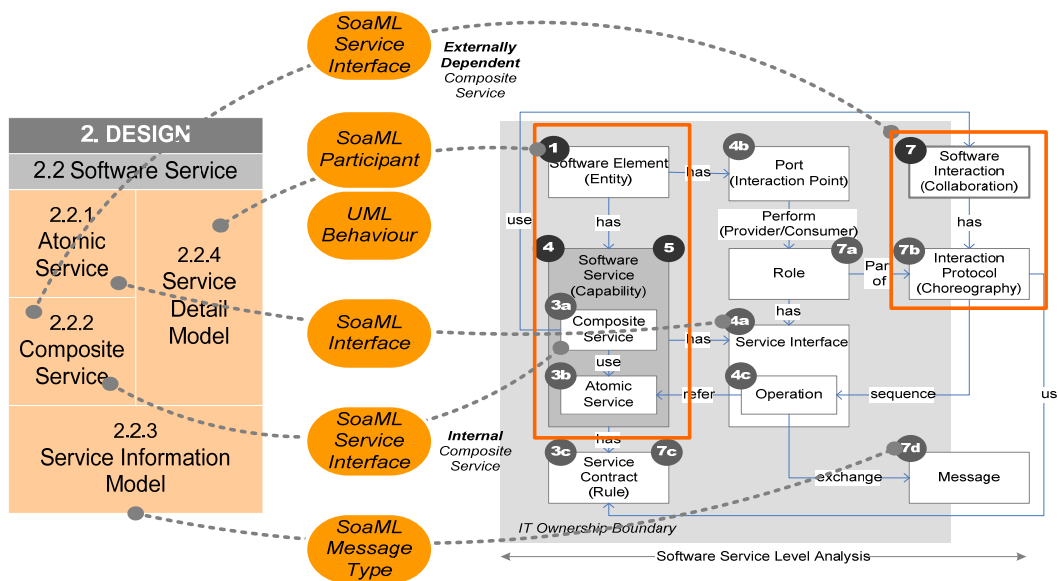 2. DESIGN
2.2 Software Service
2.2.1
Atomic
Service
2.2.2
Composite
Service
2.2.4
Service
Detail
Model
2.2.3
Service Information
Model
SoaML
Service
Interface
Externally
Dependent
Composite
Service
SoaML
Participant
UML
Behaviour
SoaML
Interface
SoaML
Service
Interface
Internal
Composite
Service
SoaML
Message
Type
1
Software Element
(Entity)
has
4b
Port
(Interaction Point)
7
Software
Interaction
(Collaboration)
use
has
Perform
(Provider/Consumer)
has
4
5
Software
Service
(Capability)
7a
Role
Part
of
7b
Interaction
Protocol
(Choreography)
3a
Composite
Service
has
has
4a
Service Interface
use
3b
Atomic
Service
refer
4c
Operation
sequence
us
has
3c
7c
Service
Contract
(Rule)
exchange
7d
Message
IT Ownership Boundary
Software Service Level Analysis